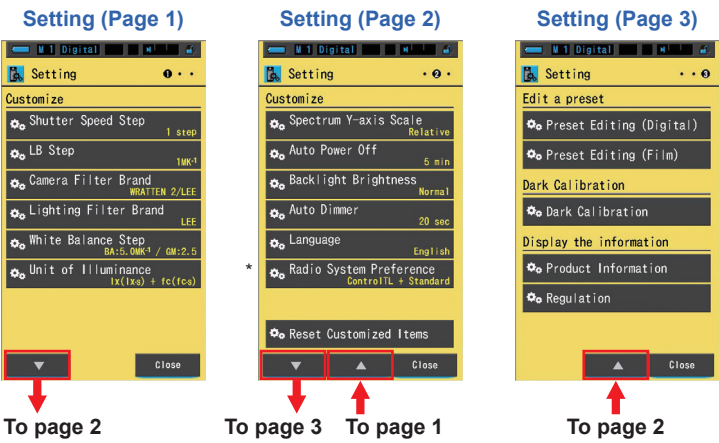 Setting (Page 1)
M 1 Digital
Setting ❶ · ·
Customize
Shutter Speed Step
1 step
LB Step
1MK⁻¹
Camera Filter Brand
WRATTEN 2/LEE
Lighting Filter Brand
LEE
White Balance Step
BA:5.0MK⁻¹ / GM:2.5
Unit of Illuminance
lx(lxs) + fc(fcs)
▼ Close
To page 2
Setting (Page 2)
M 1 Digital
Setting · ❷ ·
Customize
Spectrum Y-axis Scale
Relative
Auto Power Off
5 min
Backlight Brightness
Normal
Auto Dimmer
20 sec
Language
English
* Radio System Preference
ControlTL + Standard
Reset Customized Items
▼ ▲ Close
To page 3 To page 1
Setting (Page 3)
M 1 Digital
Setting · · ❸
Edit a preset
Preset Editing (Digital)
Preset Editing (Film)
Dark Calibration
Dark Calibration
Display the information
Product Information
Regulation
▲ Close
To page 2